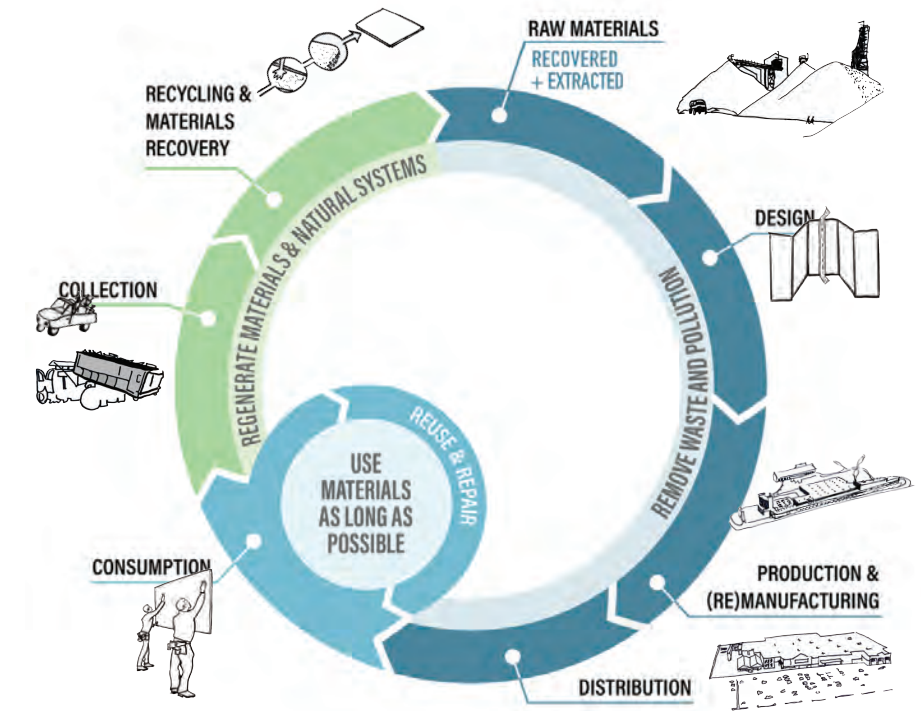 RAW MATERIALS
RECOVERED
+ EXTRACTED
RECYCLING &
MATERIALS
RECOVERY
DESIGN
COLLECTION
REGENERATE MATERIALS & NATURAL SYSTEMS
REMOVE WASTE AND POLLUTION
REUSE & REPAIR
USE
MATERIALS
AS LONG AS
POSSIBLE
CONSUMPTION
PRODUCTION &
(RE)MANUFACTURING
DISTRIBUTION